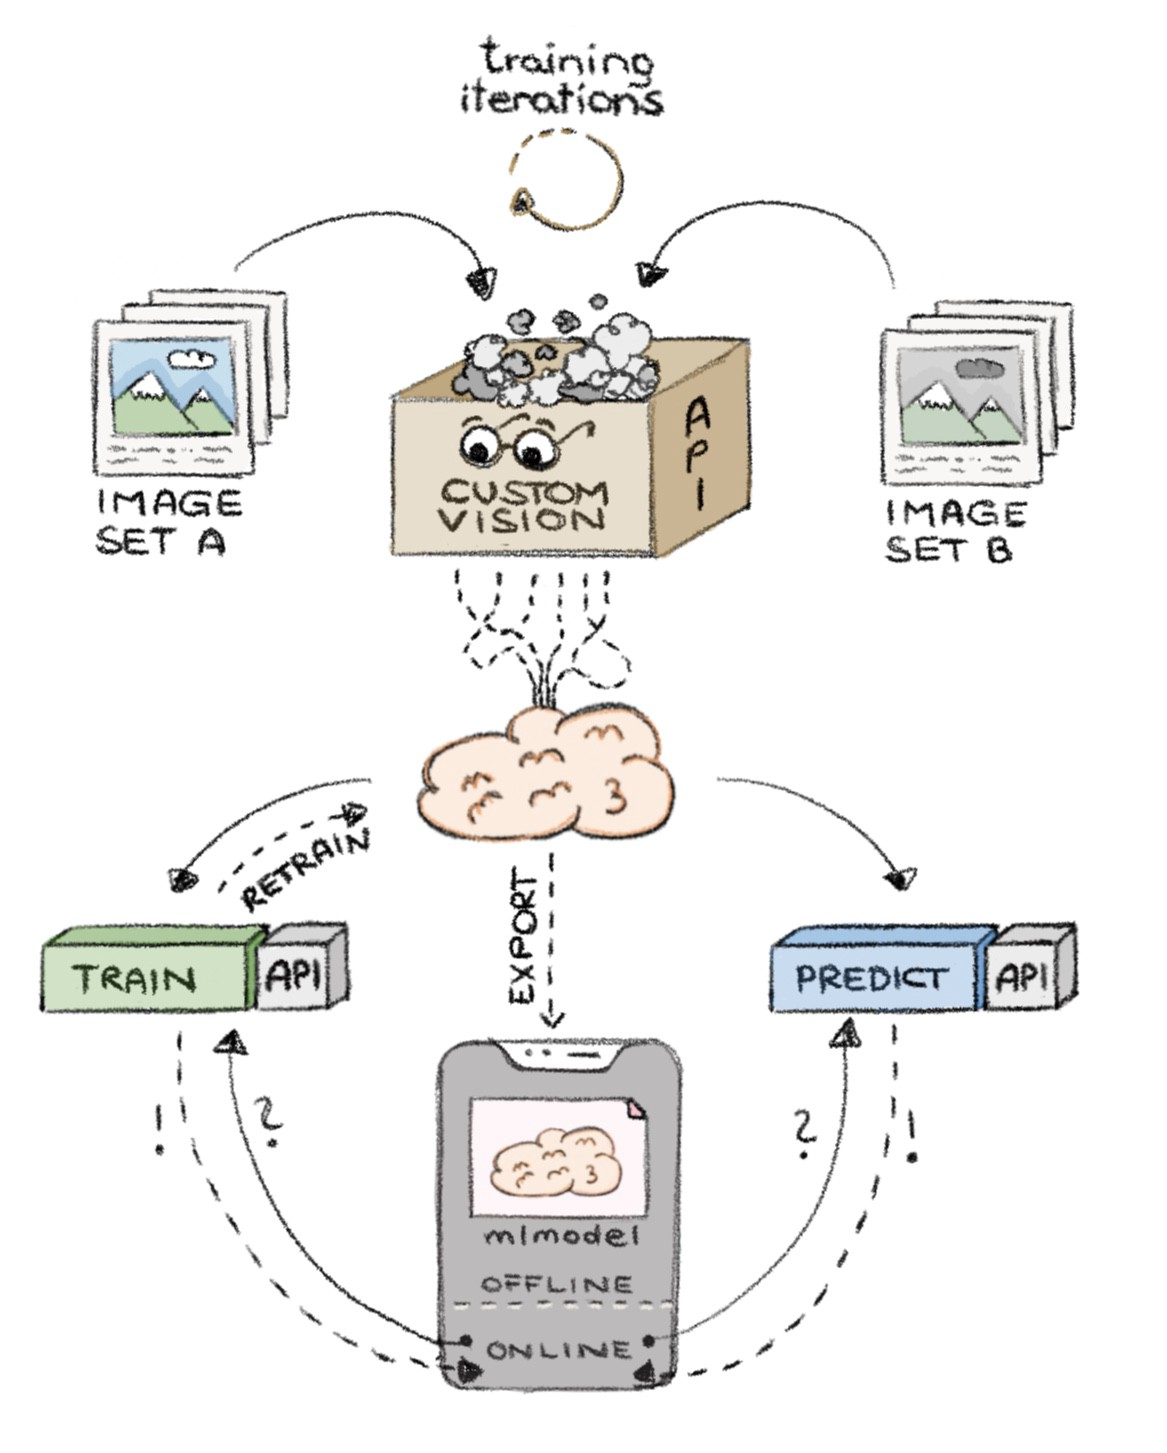 training
iterations
IMAGE
SET A
CUSTOM
VISION
API
IMAGE
SET B
RETRAIN
EXPORT
TRAIN
API
PREDICT
API
!
?
?
!
mlmodel
OFFLINE
ONLINE